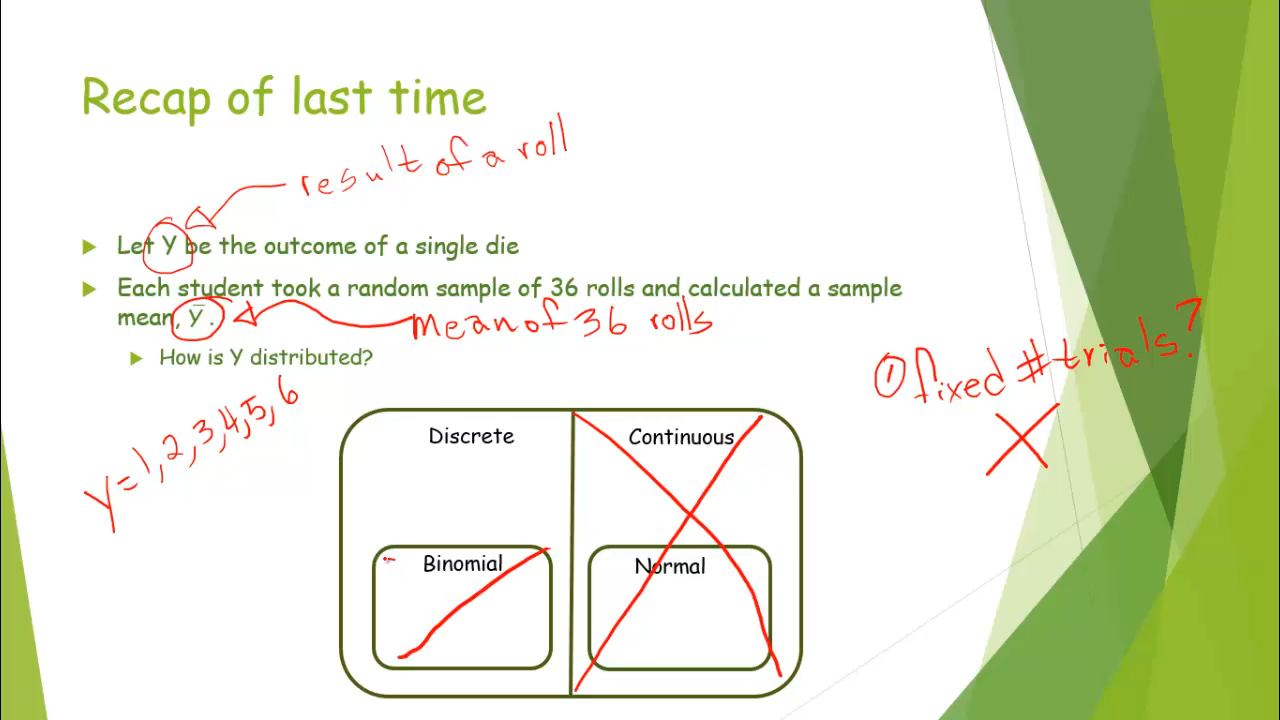 Recap of last time
result of a roll
Let Y be the outcome of a single die
Each student took a random sample of 36 rolls and calculated a sample
mean, Y̅.
mean of 36 rolls
How is Y distributed?
① fixed # trials?
Y = 1, 2, 3, 4, 5, 6
Discrete
Continuous
Binomial
Normal